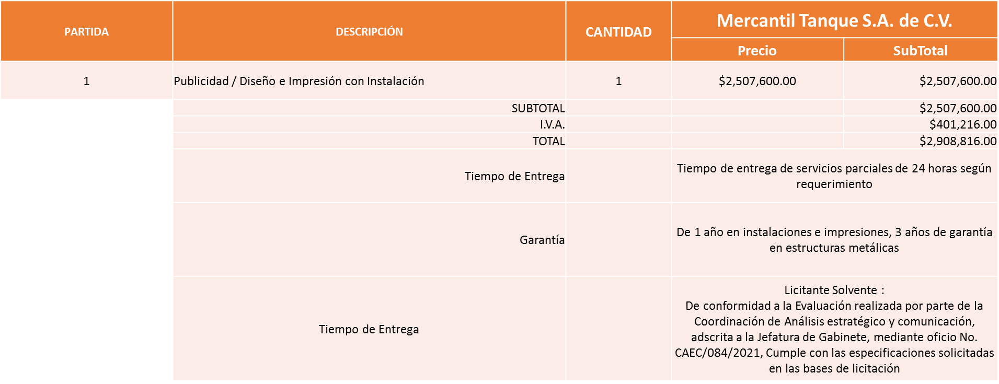 PARTIDA DESCRIPCIÓN CANTIDAD Mercantil Tanque S.A. de C.V.
Precio SubTotal
1 Publicidad / Diseño e Impresión con Instalación 1 $2,507,600.00 $2,507,600.00
SUBTOTAL $2,507,600.00
I.V.A. $401,216.00
TOTAL $2,908,816.00
Tiempo de Entrega Tiempo de entrega de servicios parciales de 24 horas según
requerimiento
Garantía De 1 año en instalaciones e impresiones, 3 años de garantía
en estructuras metálicas
Tiempo de Entrega Licitante Solvente :
De conformidad a la Evaluación realizada por parte de la
Coordinación de Análisis estratégico y comunicación,
adscrita a la Jefatura de Gabinete, mediante oficio No.
CAEC/084/2021, Cumple con las especificaciones solicitadas
en las bases de licitación